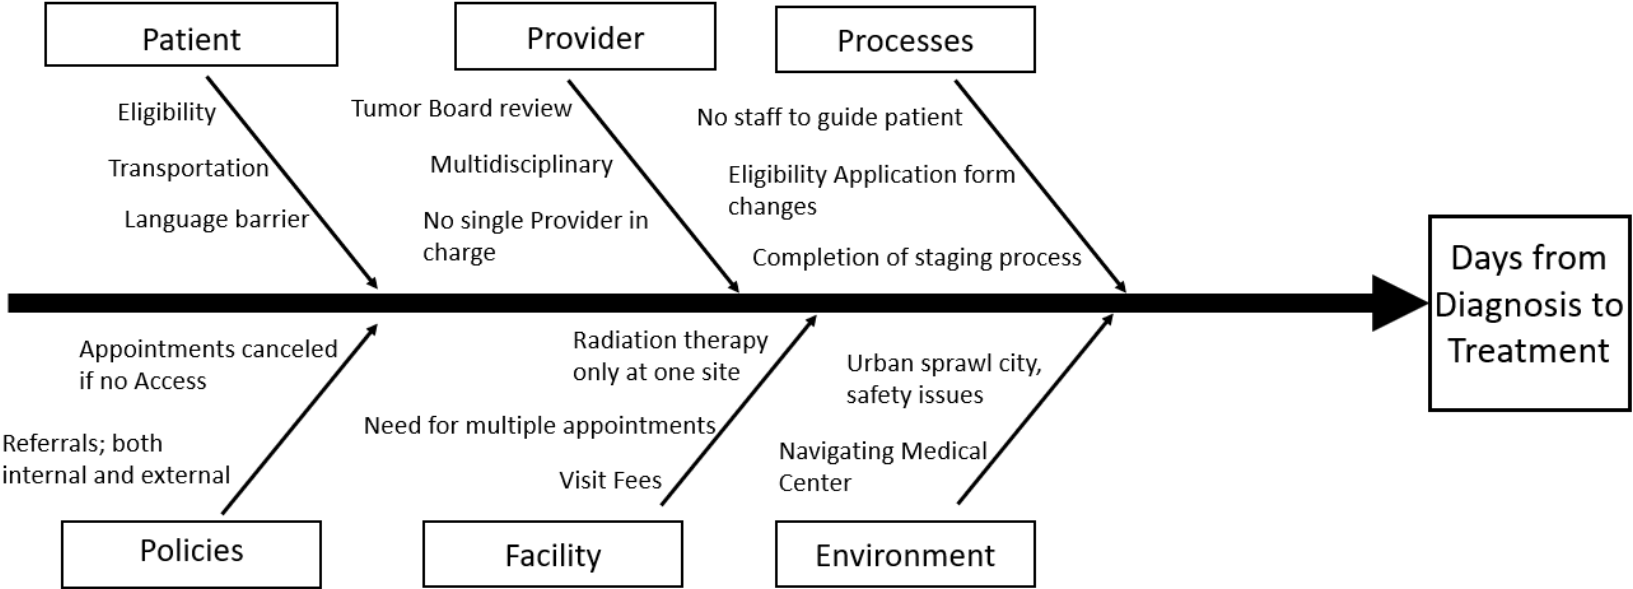 Patient
Provider
Processes
Eligibility
Transportation
Language barrier
Tumor Board review
Multidisciplinary
No single Provider in
charge
No staff to guide patient
Eligibility Application form
changes
Completion of staging process
Days from
Diagnosis to
Treatment
Appointments canceled
if no Access
Referrals; both
internal and external
Radiation therapy
only at one site
Need for multiple appointments
Visit Fees
Urban sprawl city,
safety issues
Navigating Medical
Center
Policies
Facility
Environment